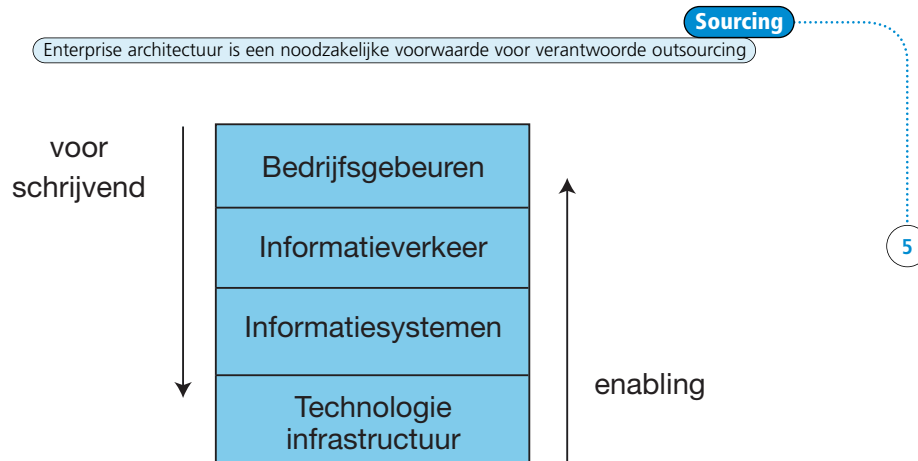 Sourcing
Enterprise architectuur is een noodzakelijke voorwaarde voor verantwoorde outsourcing
voor
schrijvend
Bedrijfsgebeuren
Informatieverkeer
Informatiesystemen
Technologie
infrastructuur
enabling
5